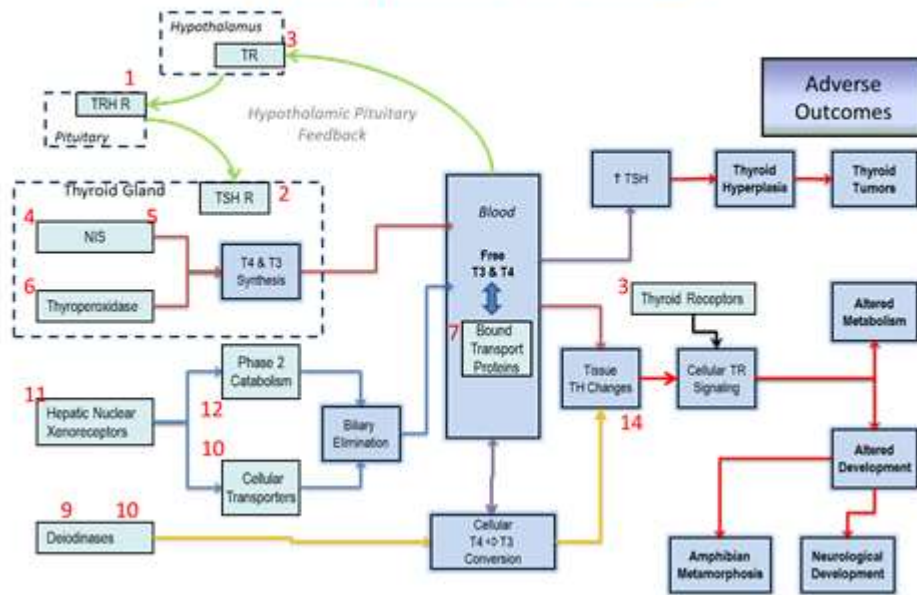 Hypothalamus
3
TR
1
TRH R
Pituitary
Hypothalamic Pituitary
Feedback
Adverse
Outcomes
Thyroid Gland
TSH R
2
4
5
NIS
T4 & T3
Synthesis
6
Thyroperoxidase
Blood
Free
T3 & T4
7
Bound
Transport
Proteins
↑ TSH
Thyroid
Hyperplasia
Thyroid
Tumors
3
Thyroid Receptors
Altered
Metabolism
11
Hepatic Nuclear
Xenoreceptors
Phase 2
Catabolism
12
10
Cellular
Transporters
Biliary
Elimination
Tissue
TH Changes
14
Cellular TR
Signaling
Altered
Development
9
10
Deiodinases
Cellular
T4 ⇨ T3
Conversion
Amphibian
Metamorphosis
Neurological
Development